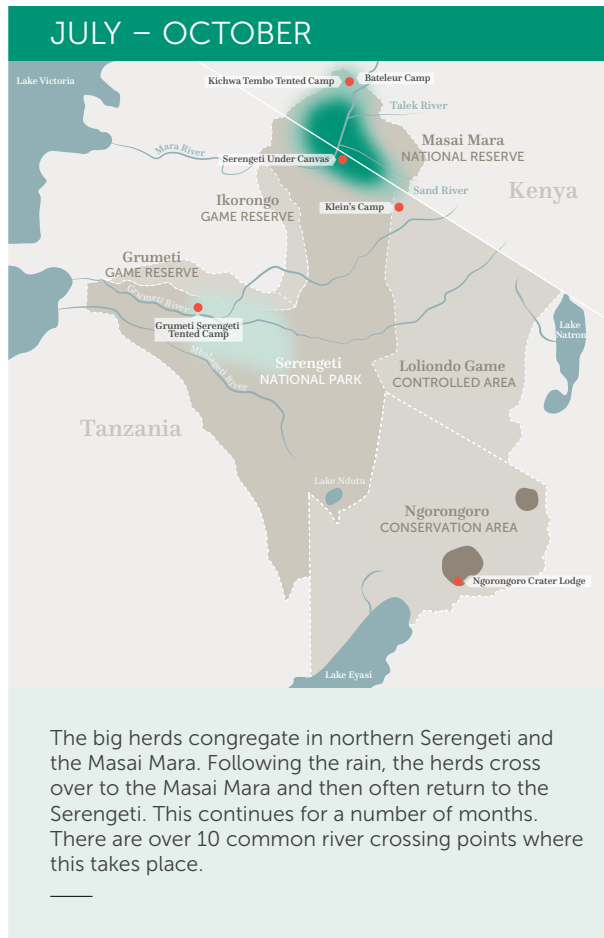 JULY – OCTOBER
Lake Victoria
Kichwa Tembo Tented Camp
Bateleur Camp
Talek River
Mara River
Masai Mara
NATIONAL RESERVE
Serengeti Under Canvas
Sand River
Kenya
Ikorongo
GAME RESERVE
Klein's Camp
Grumeti
GAME RESERVE
Grumeti River
Lake
Natron
Grumeti Serengeti
Tented Camp
Mbalageti River
Serengeti
NATIONAL PARK
Loliondo Game
CONTROLLED AREA
Tanzania
Lake Ndutu
Ngorongoro
CONSERVATION AREA
Ngorongoro Crater Lodge
Lake Eyasi
The big herds congregate in northern Serengeti and
the Masai Mara. Following the rain, the herds cross
over to the Masai Mara and then often return to the
Serengeti. This continues for a number of months.
There are over 10 common river crossing points where
this takes place.